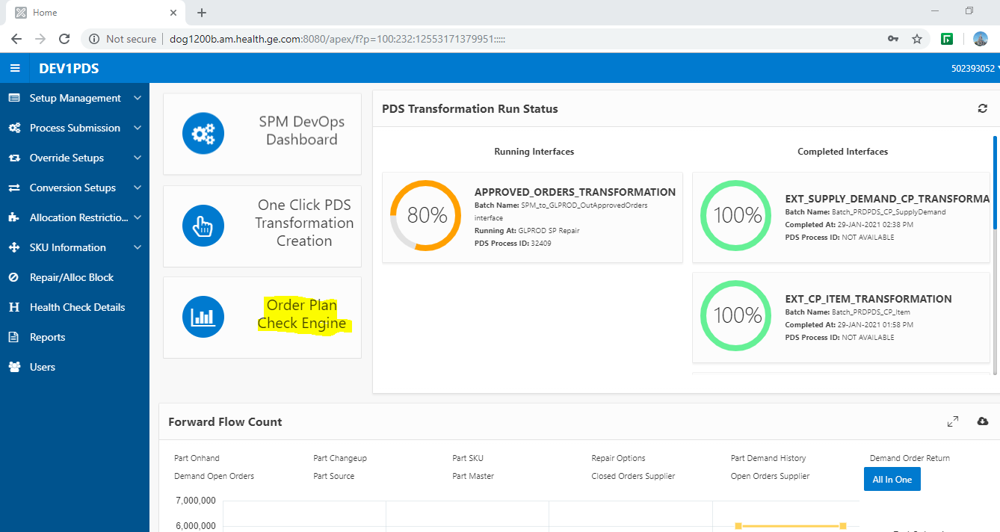 Home
Not secure
dog1200b.am.health.ge.com:8080/apex/f?p=100:232:12553171379951:::::
DEV1PDS
502393052
Setup Management
Process Submission
Override Setups
Conversion Setups
Allocation Restrictio...
SKU Information
Repair/Alloc Block
Health Check Details
Reports
Users
SPM DevOps
Dashboard
One Click PDS
Transformation
Creation
Order Plan
Check Engine
PDS Transformation Run Status
Running Interfaces
80%
APPROVED_ORDERS_TRANSFORMATION
Batch Name: SPM_to_GLPROD_OutApprovedOrders
interface
Running At: GLPROD SP Repair
PDS Process ID: 32409
Completed Interfaces
100%
EXT_SUPPLY_DEMAND_CP_TRANSFORMA
Batch Name: Batch_PRDPDS_CP_SupplyDemand
Completed At: 29-JAN-2021 02:38 PM
PDS Process ID: NOT AVAILABLE
100%
EXT_CP_ITEM_TRANSFORMATION
Batch Name: Batch_PRDPDS_CP_Item
Completed At: 29-JAN-2021 01:58 PM
PDS Process ID: NOT AVAILABLE
Forward Flow Count
Part Onhand Part Changeup Part SKU Repair Options Part Demand History Demand Order Return
Demand Open Orders Part Source Part Master Closed Orders Supplier Open Orders Supplier
All In One
7,000,000
6,000,000